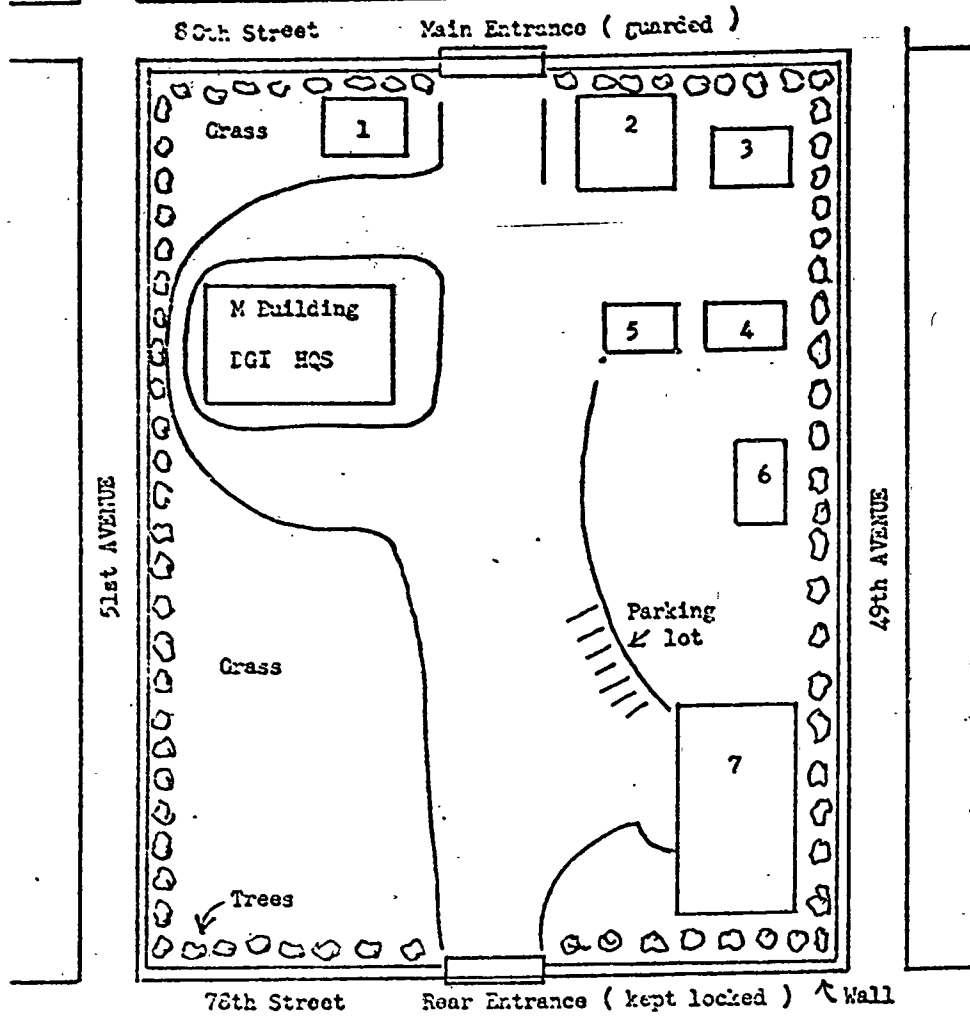 80th Street Main Entrance ( guarded )
Grass
1
2
3
M Building
DGI HQS
5
4
6
51st AVENUE
49th AVENUE
Parking
lot
Grass
7
Trees
78th Street Rear Entrance ( kept locked ) Wall